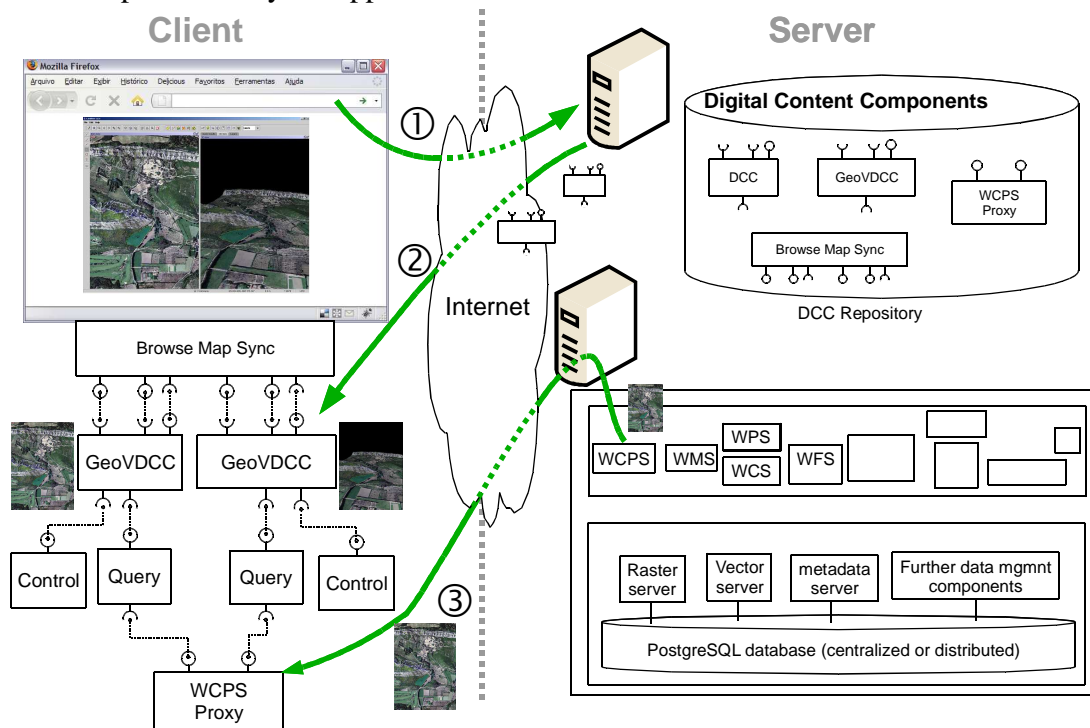 Client
Server
Mozilla Firefox
Arquivo Editar Exibir Histórico Delicious Favoritos Ferramentas Ajuda
①
②
③
Internet
Digital Content Components
DCC
GeoVDCC
WCPS
Proxy
Browse Map Sync
DCC Repository
Browse Map Sync
GeoVDCC
GeoVDCC
Control
Query
Query
Control
WCPS
Proxy
WCPS
WMS
WPS
WCS
WFS
Raster
server
Vector
server
metadata
server
Further data mgmnt
components
PostgreSQL database (centralized or distributed)